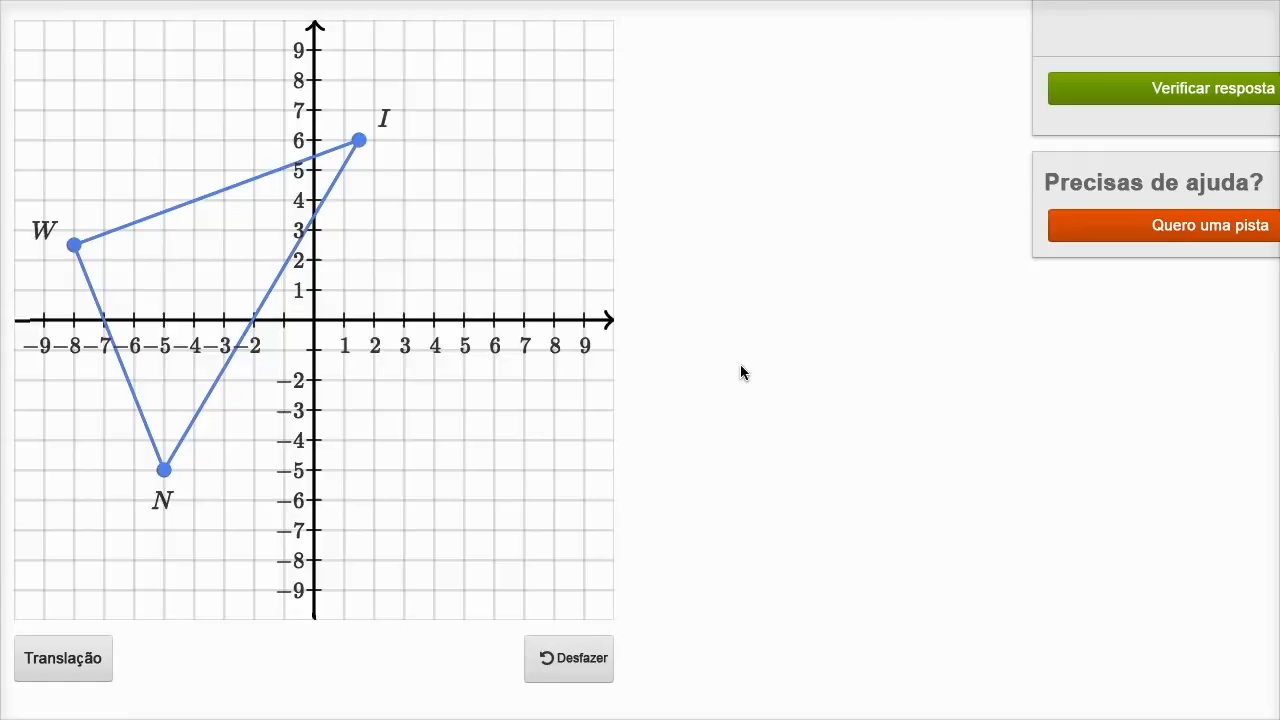 9
8
I
7
6
5
4
W
3
2
1
−9 −8 −7 −6 −5 −4 −3 −2 1 2 3 4 5 6 7 8 9
−2
−3
−4
−5
N
−6
−7
−8
−9
Translação
Desfazer
Verificar resposta
Precisas de ajuda?
Quero uma pista